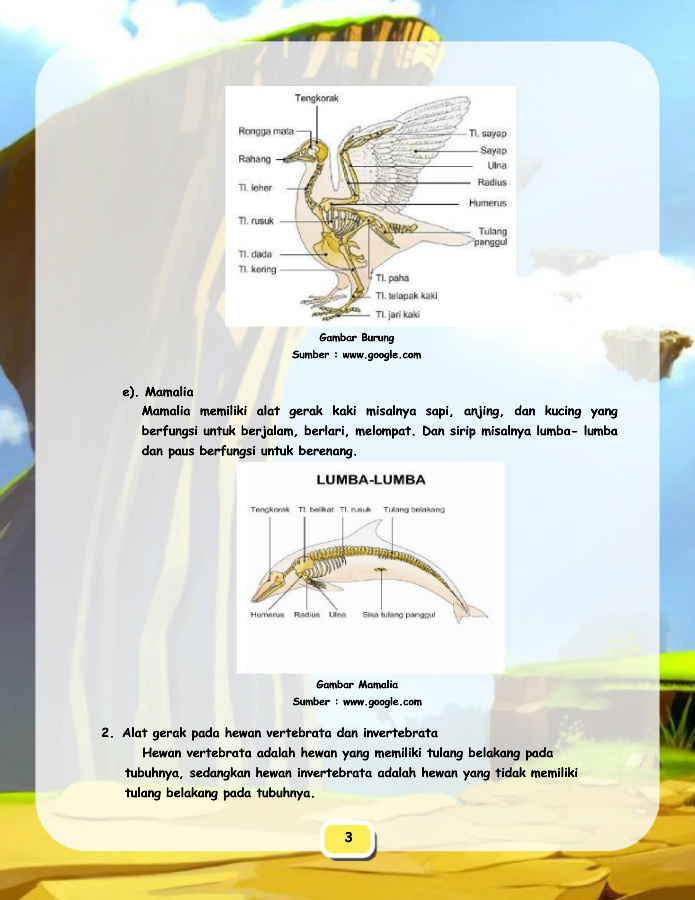 Tengkorak
Rongga mata
Rahang
Tl. leher
Tl. rusuk
Tl. dada
Tl. kering
Tl. sayap
Sayap
Ulna
Radius
Humerus
Tulang
panggul
Tl. paha
Tl. telapak kaki
Tl. jari kaki
Gambar Burung
Sumber : www.google.com
e). Mamalia
Mamalia memiliki alat gerak kaki misalnya sapi, anjing, dan kucing yang
berfungsi untuk berjalam, berlari, melompat. Dan sirip misalnya lumba- lumba
dan paus berfungsi untuk berenang.
LUMBA-LUMBA
Tengkorak Tl. belikat Tl. rusuk Tulang belakang
Humerus Radius Ulna Sisa tulang panggul
Gambar Mamalia
Sumber : www.google.com
2. Alat gerak pada hewan vertebrata dan invertebrata
Hewan vertebrata adalah hewan yang memiliki tulang belakang pada
tubuhnya, sedangkan hewan invertebrata adalah hewan yang tidak memiliki
tulang belakang pada tubuhnya.
3